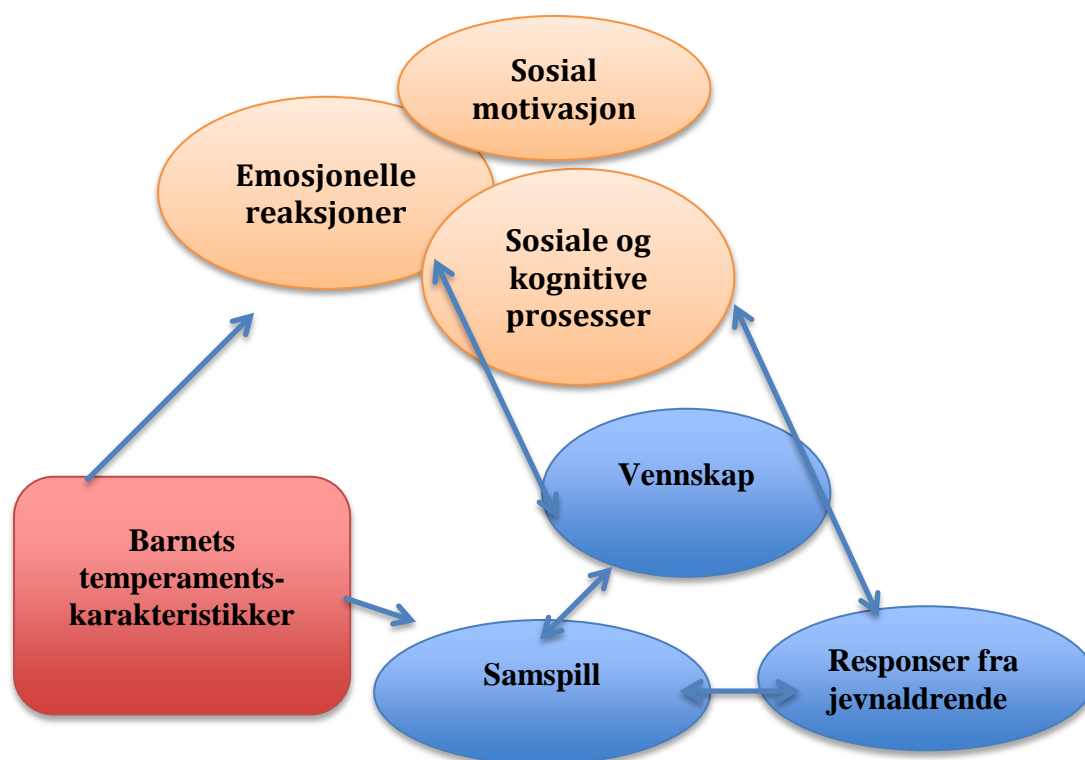 Sosial
motivasjon
Emosjonelle
reaksjoner
Sosiale og
kognitive
prosesser
Vennskap
Barnets
temperaments-
karakteristikker
Samspill
Responser fra
jevnaldrende